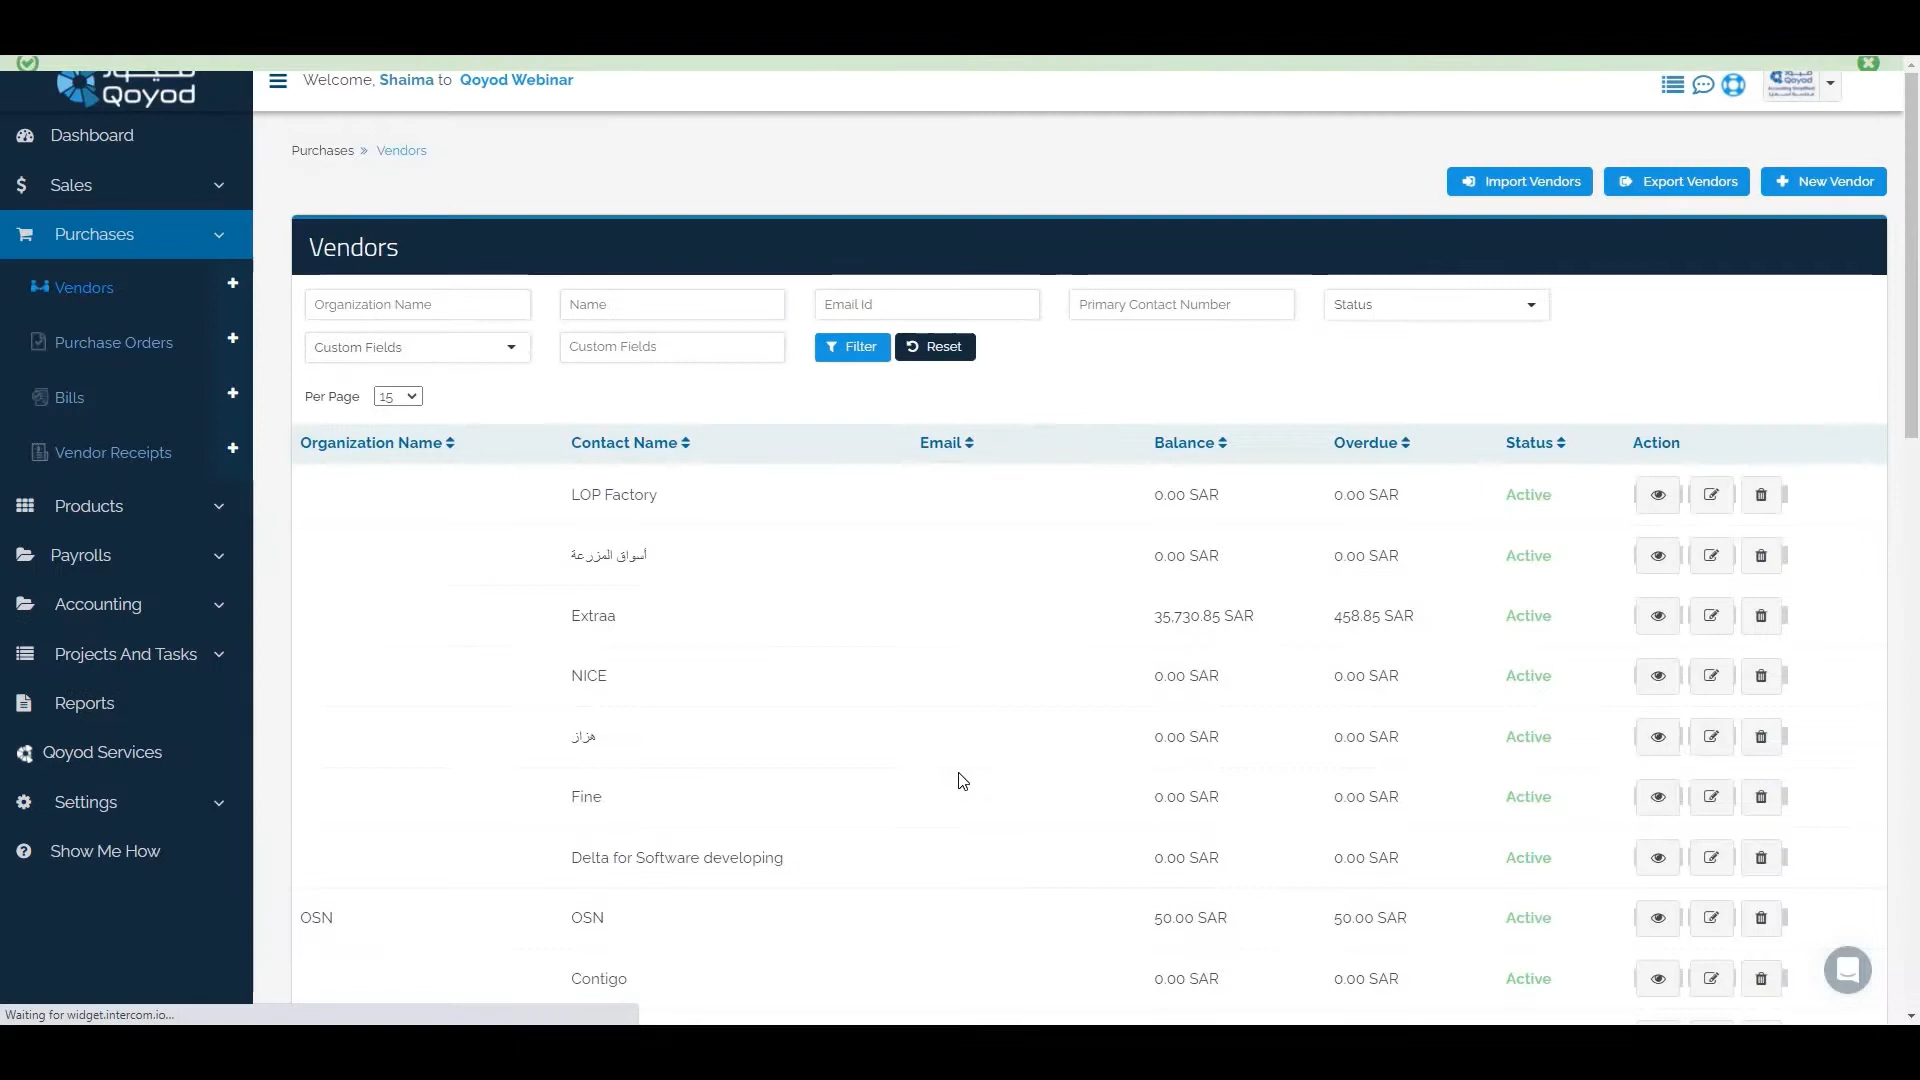 Qoyod
Welcome, Shaima to Qoyod Webinar
Dashboard
Sales
Purchases
Vendors
Purchase Orders
Bills
Vendor Receipts
Products
Payrolls
Accounting
Projects And Tasks
Reports
Qoyod Services
Settings
Show Me How
Purchases » Vendors
Import Vendors Export Vendors New Vendor
Vendors
Organization Name Name Email Id Primary Contact Number Status
Custom Fields Custom Fields Filter Reset
Per Page 15
Organization Name Contact Name Email Balance Overdue Status Action
LOP Factory 0.00 SAR 0.00 SAR Active
أسواق المزرعة 0.00 SAR 0.00 SAR Active
Extraa 35,730.85 SAR 458.85 SAR Active
NICE 0.00 SAR 0.00 SAR Active
هزاز 0.00 SAR 0.00 SAR Active
Fine 0.00 SAR 0.00 SAR Active
Delta for Software developing 0.00 SAR 0.00 SAR Active
OSN OSN 50.00 SAR 50.00 SAR Active
Contigo 0.00 SAR 0.00 SAR Active
Waiting for widget.intercom.io...